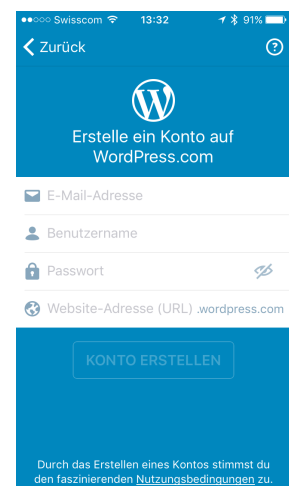 Swisscom 13:32 91%
Zurück ?
Erstelle ein Konto auf
WordPress.com
E-Mail-Adresse
Benutzername
Passwort
Website-Adresse (URL) .wordpress.com
KONTO ERSTELLEN
Durch das Erstellen eines Kontos stimmst du
den faszinierenden Nutzungsbedingungen zu.